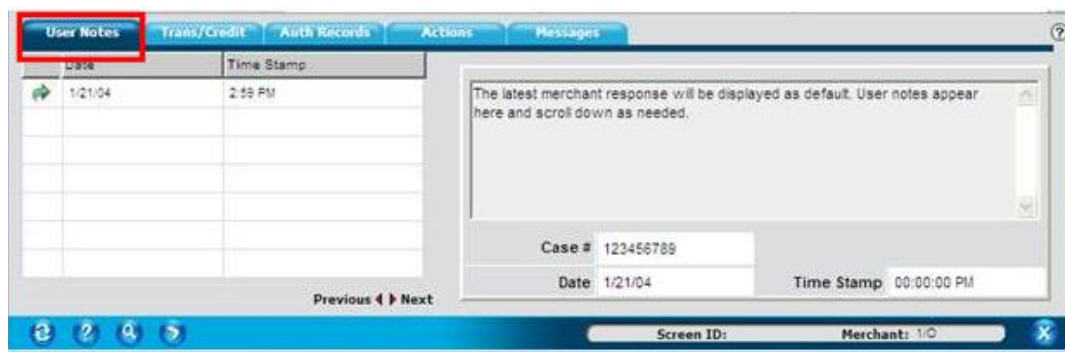 User Notes Trans/Credit Auth Records Actions Messages ?
Date Time Stamp
1/21/04 2:59 PM
The latest merchant response will be displayed as default. User notes appear
here and scroll down as needed.
Case # 123456789
Date 1/21/04 Time Stamp 00:00:00 PM
Previous Next
? Screen ID: Merchant: 1/O X